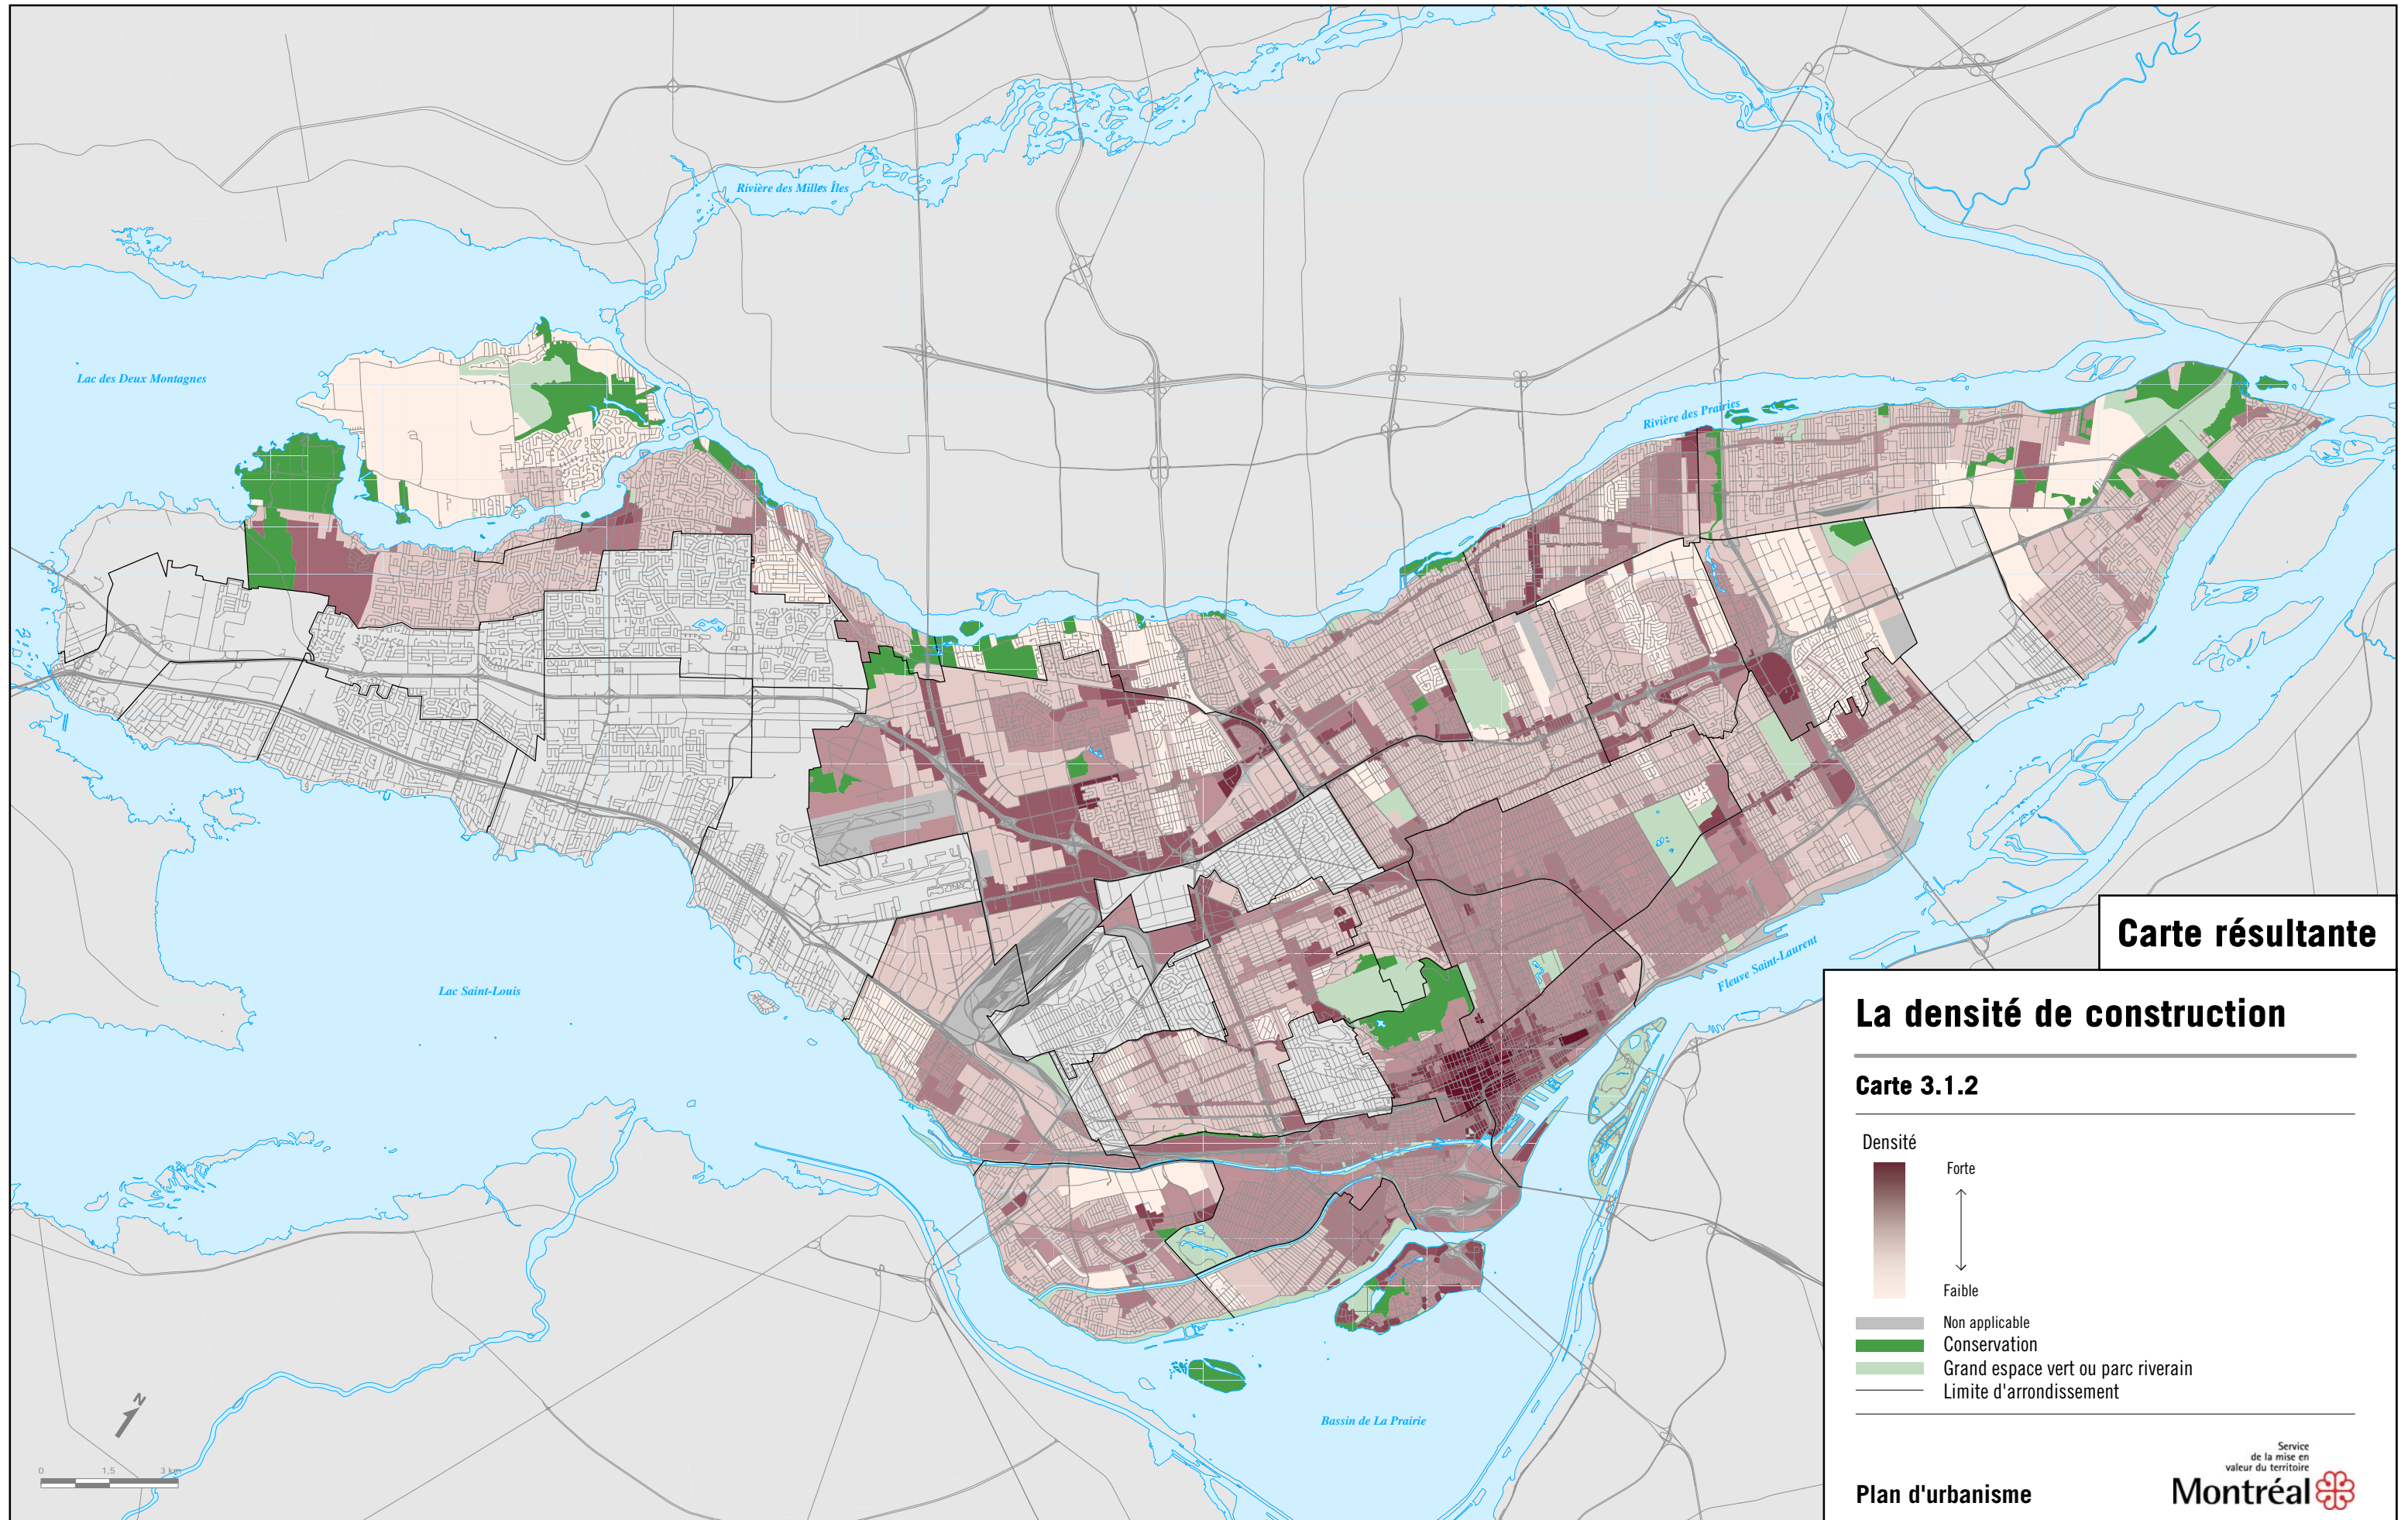 Rivière des Milles Îles
Lac des Deux Montagnes
Rivière des Prairies
Fleuve Saint-Laurent
Lac Saint-Louis
Bassin de La Prairie
N
0 1,5 3 km
Carte résultante
La densité de construction
Carte 3.1.2
Densité
Forte
Faible
Non applicable
Conservation
Grand espace vert ou parc riverain
Limite d'arrondissement
Plan d'urbanisme
Service
de la mise en
valeur du territoire
Montréal